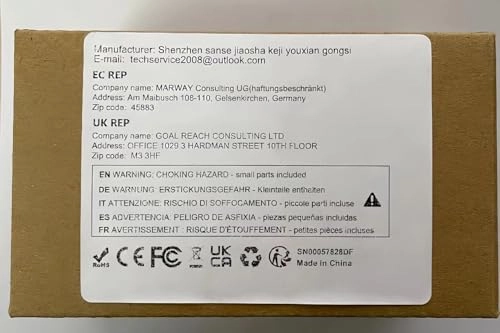 Manufacturer: Shenzhen sanse jiaosha keji youxian gongsi
E-mail: techservice2008@outlook.com
EC REP
Company name: MARWAY Consulting UG(haftungsbeschränkt)
Address: Am Maibusch 108-110, Gelsenkirchen, Germany
Zip code: 45883
UK REP
Company name: GOAL REACH CONSULTING LTD
Address: OFFICE 1029 3 HARDMAN STREET 10TH FLOOR
Zip code: M3 3HF
EN WARNING: CHOKING HAZARD - small parts included
DE WARNUNG: ERSTICKUNGSGEFAHR - Kleinteile enthelten
IT ATTENZIONE: RISCHIO DI SOFFOCAMENTO - piccole parti incluse
ES ADVERTENCIA: PELIGRO DE ASFIXIA - piezas pequeñas incluidas
FR AVERTISSEMENT : RISQUE D'ÉTOUFFEMENT - petites pièces incluses
RoHS CE FC UK CA SN00057828DF
Made in China